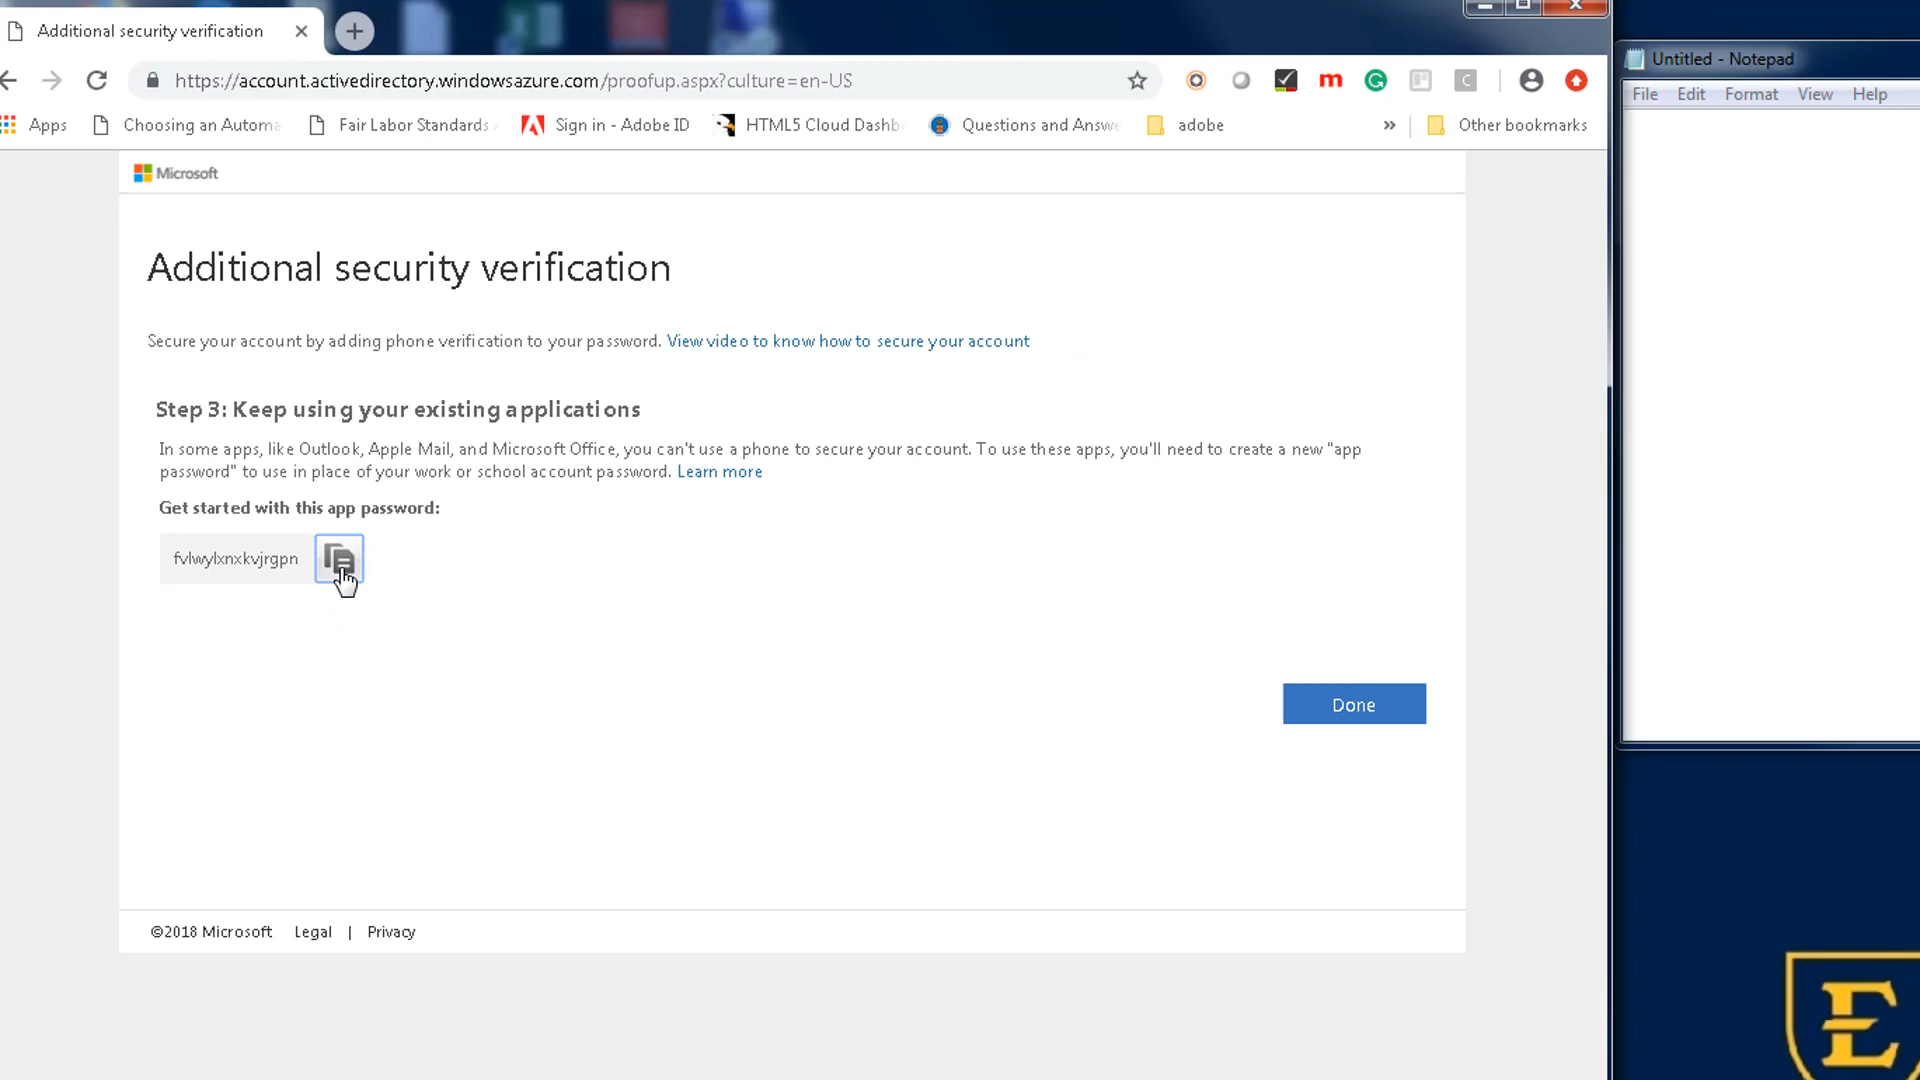 Additional security verification
Untitled - Notepad
https://account.activedirectory.windowsazure.com/proofup.aspx?culture=en-US
File Edit Format View Help
Apps Choosing an Automa Fair Labor Standards Sign in - Adobe ID HTML5 Cloud Dashb Questions and Answe adobe » Other bookmarks
Microsoft
Additional security verification
Secure your account by adding phone verification to your password. View video to know how to secure your account
Step 3: Keep using your existing applications
In some apps, like Outlook, Apple Mail, and Microsoft Office, you can't use a phone to secure your account. To use these apps, you'll need to create a new "app
password" to use in place of your work or school account password. Learn more
Get started with this app password:
fvlwylxnxkvjrgpn
Done
©2018 Microsoft Legal | Privacy
E